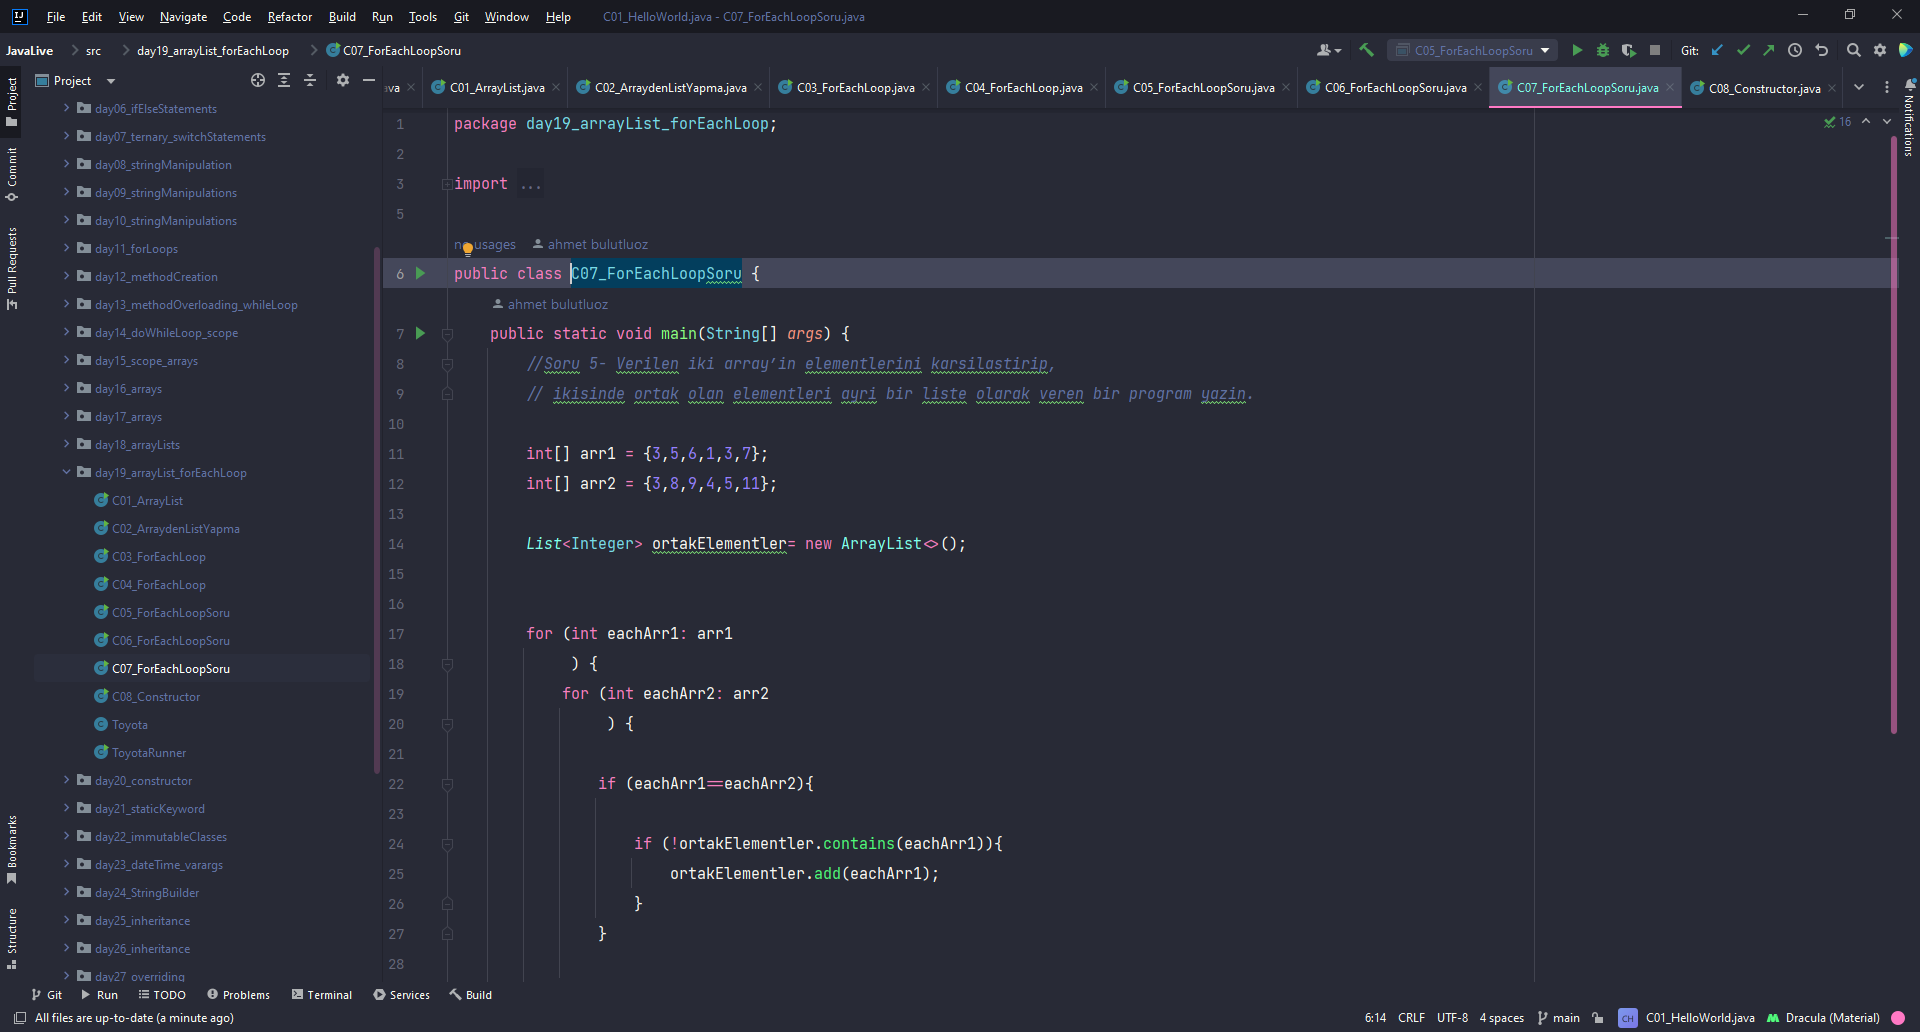 File Edit View Navigate Code Refactor Build Run Tools Git Window Help C01_HelloWorld.java - C07_ForEachLoopSoru.java
JavaLive src day19_arrayList_forEachLoop C07_ForEachLoopSoru C05_ForEachLoopSoru Git:
Project
ava C01_ArrayList.java C02_ArraydenListYapma.java C03_ForEachLoop.java C04_ForEachLoop.java C05_ForEachLoopSoru.java C06_ForEachLoopSoru.java C07_ForEachLoopSoru.java C08_Constructor.java
Project
Commit
Pull Requests
Bookmarks
Structure
Notifications
day06_ifElseStatements
day07_ternary_switchStatements
day08_stringManipulation
day09_stringManipulations
day10_stringManipulations
day11_forLoops
day12_methodCreation
day13_methodOverloading_whileLoop
day14_doWhileLoop_scope
day15_scope_arrays
day16_arrays
day17_arrays
day18_arrayLists
day19_arrayList_forEachLoop
C01_ArrayList
C02_ArraydenListYapma
C03_ForEachLoop
C04_ForEachLoop
C05_ForEachLoopSoru
C06_ForEachLoopSoru
C07_ForEachLoopSoru
C08_Constructor
Toyota
ToyotaRunner
day20_constructor
day21_staticKeyword
day22_immutableClasses
day23_dateTime_varargs
day24_StringBuilder
day25_inheritance
day26_inheritance
day27_overriding
16
1 package day19_arrayList_forEachLoop;
2
3 import ...
5
no usages ahmet bulutluoz
6 public class C07_ForEachLoopSoru {
ahmet bulutluoz
7 public static void main(String[] args) {
8 //Soru 5- Verilen iki array’in elementlerini karsilastirip,
9 // ikisinde ortak olan elementleri ayri bir liste olarak veren bir program yazin.
10
11 int[] arr1 = {3,5,6,1,3,7};
12 int[] arr2 = {3,8,9,4,5,11};
13
14 List<Integer> ortakElementler= new ArrayList<>();
15
16
17 for (int eachArr1: arr1
18 ) {
19 for (int eachArr2: arr2
20 ) {
21
22 if (eachArr1==eachArr2){
23
24 if (!ortakElementler.contains(eachArr1)){
25 ortakElementler.add(eachArr1);
26 }
27 }
28
Git Run TODO Problems Terminal Services Build
All files are up-to-date (a minute ago) 6:14 CRLF UTF-8 4 spaces main CH C01_HelloWorld.java Dracula (Material)